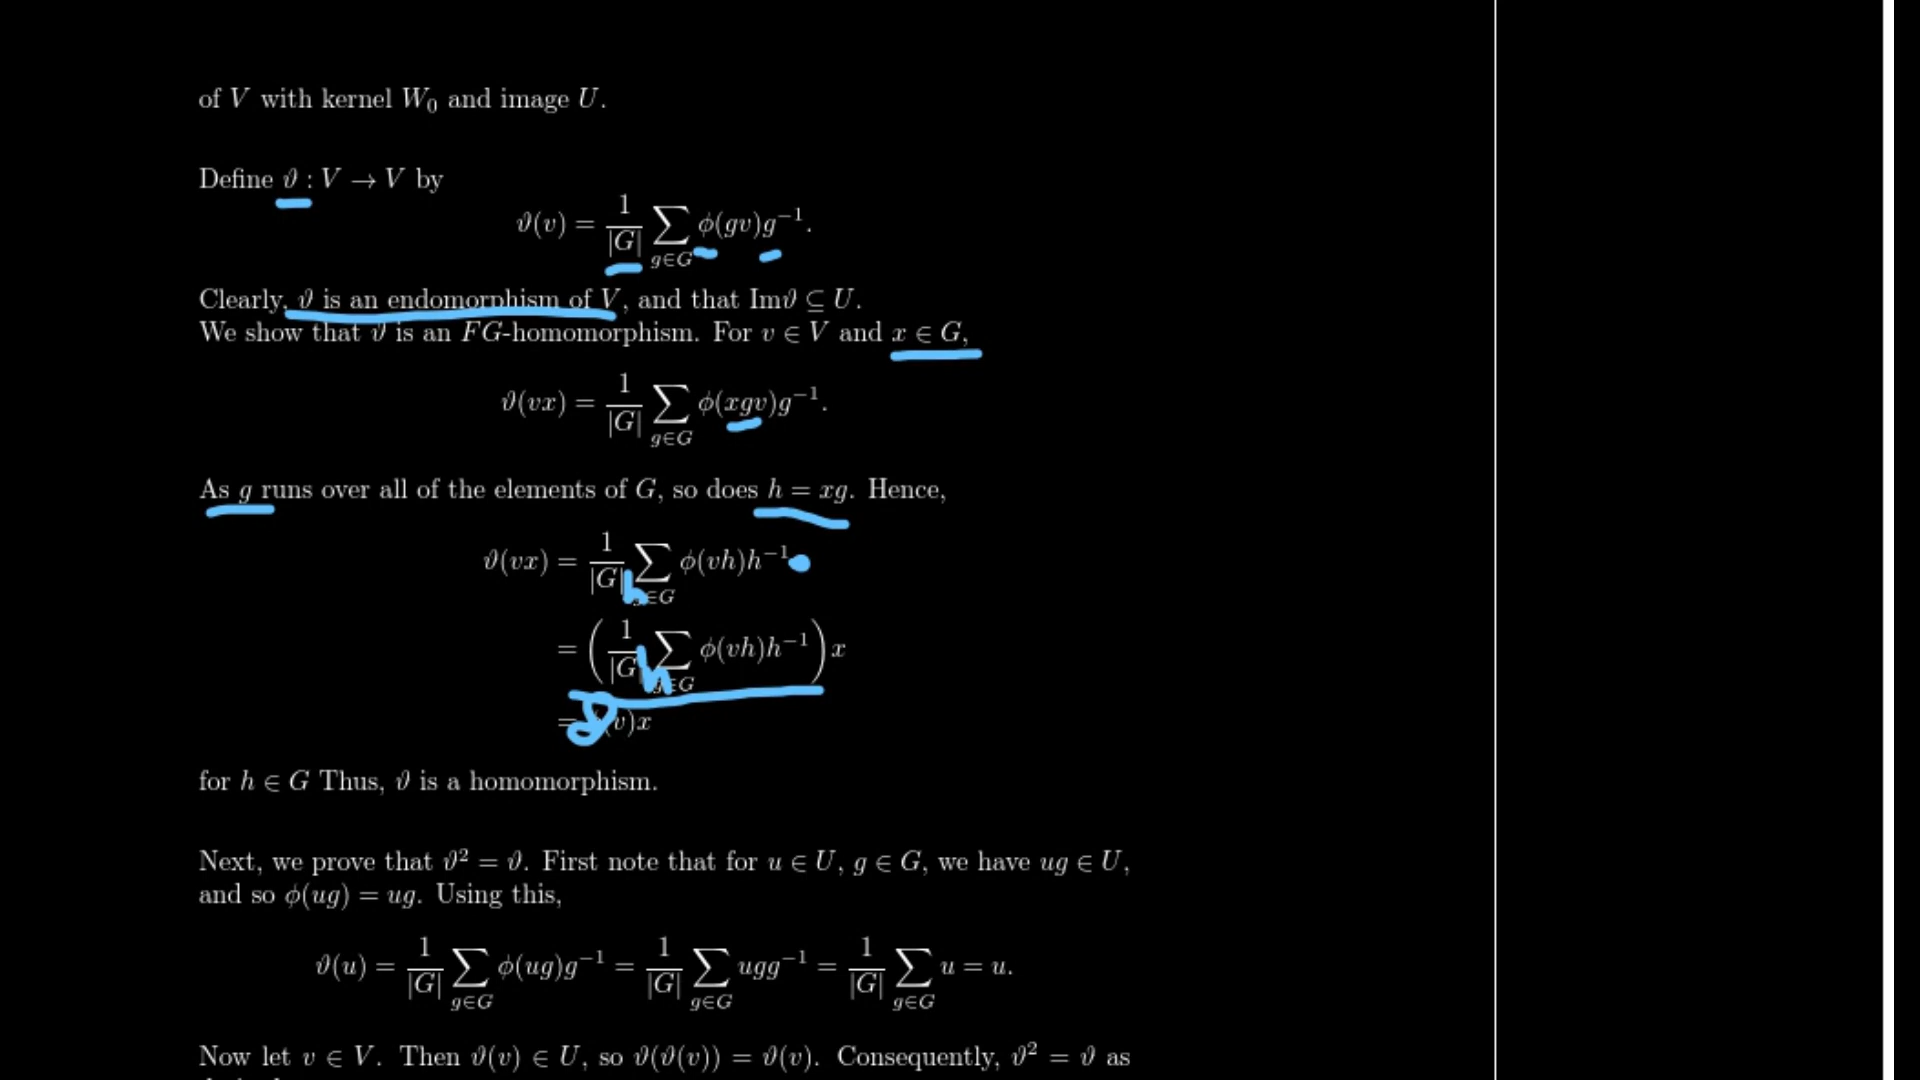 of V with kernel W₀ and image U.
Define ϑ : V → V by
ϑ(v) = 1/|G| ∑_{g∈G} ϕ(gv)g⁻¹.
Clearly, ϑ is an endomorphism of V, and that Imϑ ⊆ U.
We show that ϑ is an FG-homomorphism. For v ∈ V and x ∈ G,
ϑ(vx) = 1/|G| ∑_{g∈G} ϕ(xgv)g⁻¹.
As g runs over all of the elements of G, so does h = xg. Hence,
ϑ(vx) = 1/|G| ∑_{h∈G} ϕ(vh)h⁻¹
= (1/|G| ∑_{h∈G} ϕ(vh)h⁻¹) x
= ϑ(v)x
for h ∈ G Thus, ϑ is a homomorphism.
Next, we prove that ϑ² = ϑ. First note that for u ∈ U, g ∈ G, we have ug ∈ U,
and so ϕ(ug) = ug. Using this,
ϑ(u) = 1/|G| ∑_{g∈G} ϕ(ug)g⁻¹ = 1/|G| ∑_{g∈G} ugg⁻¹ = 1/|G| ∑_{g∈G} u = u.
Now let v ∈ V. Then ϑ(v) ∈ U, so ϑ(ϑ(v)) = ϑ(v). Consequently, ϑ² = ϑ as